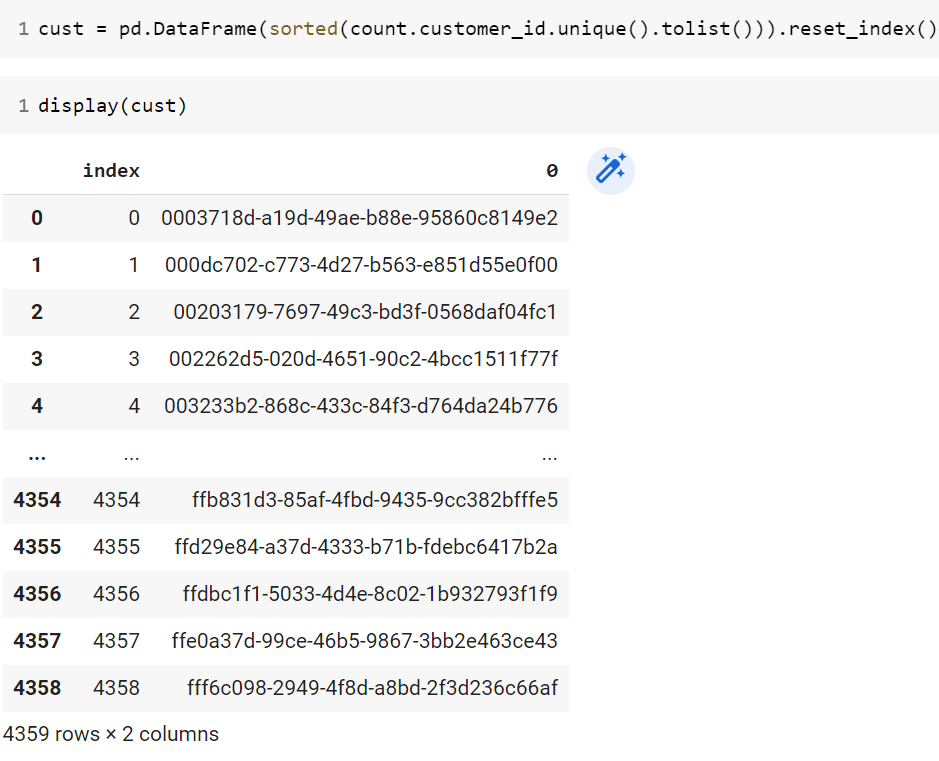 1 cust = pd.DataFrame(sorted(count.customer_id.unique().tolist())).reset_index()
1 display(cust)
index 0
0 0 0003718d-a19d-49ae-b88e-95860c8149e2
1 1 000dc702-c773-4d27-b563-e851d55e0f00
2 2 00203179-7697-49c3-bd3f-0568daf04fc1
3 3 002262d5-020d-4651-90c2-4bcc1511f77f
4 4 003233b2-868c-433c-84f3-d764da24b776
... ... ...
4354 4354 ffb831d3-85af-4fbd-9435-9cc382bfffe5
4355 4355 ffd29e84-a37d-4333-b71b-fdebc6417b2a
4356 4356 ffdbc1f1-5033-4d4e-8c02-1b932793f1f9
4357 4357 ffe0a37d-99ce-46b5-9867-3bb2e463ce43
4358 4358 fff6c098-2949-4f8d-a8bd-2f3d236c66af
4359 rows × 2 columns